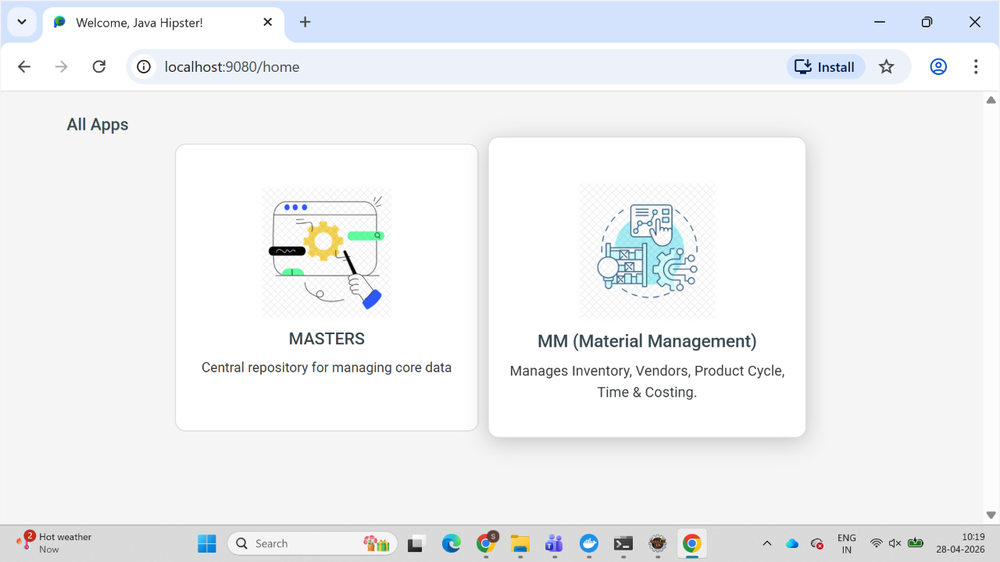 Welcome, Java Hipster!
localhost:9080/home
Install
All Apps
MASTERS
Central repository for managing core data
MM (Material Management)
Manages Inventory, Vendors, Product Cycle,
Time & Costing.
2
Hot weather
Now
Search
S
ENG
IN
10:19
28-04-2026